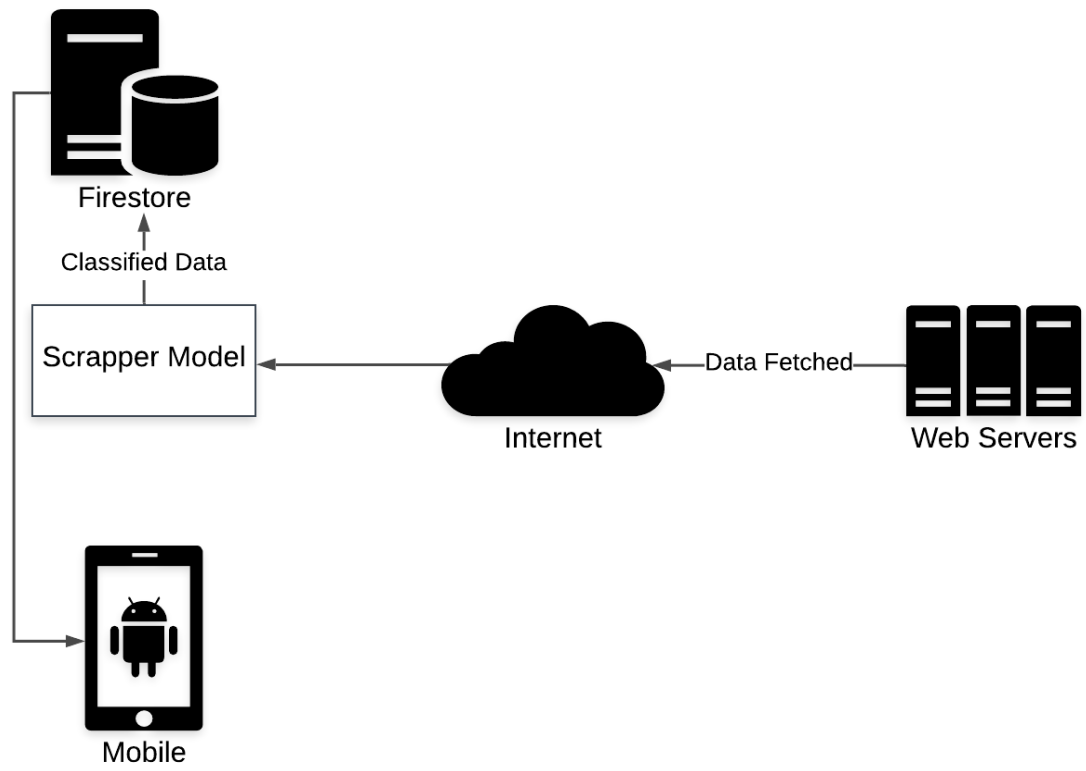 Firestore
Classified Data
Scrapper Model
Data Fetched
Internet
Web Servers
Mobile